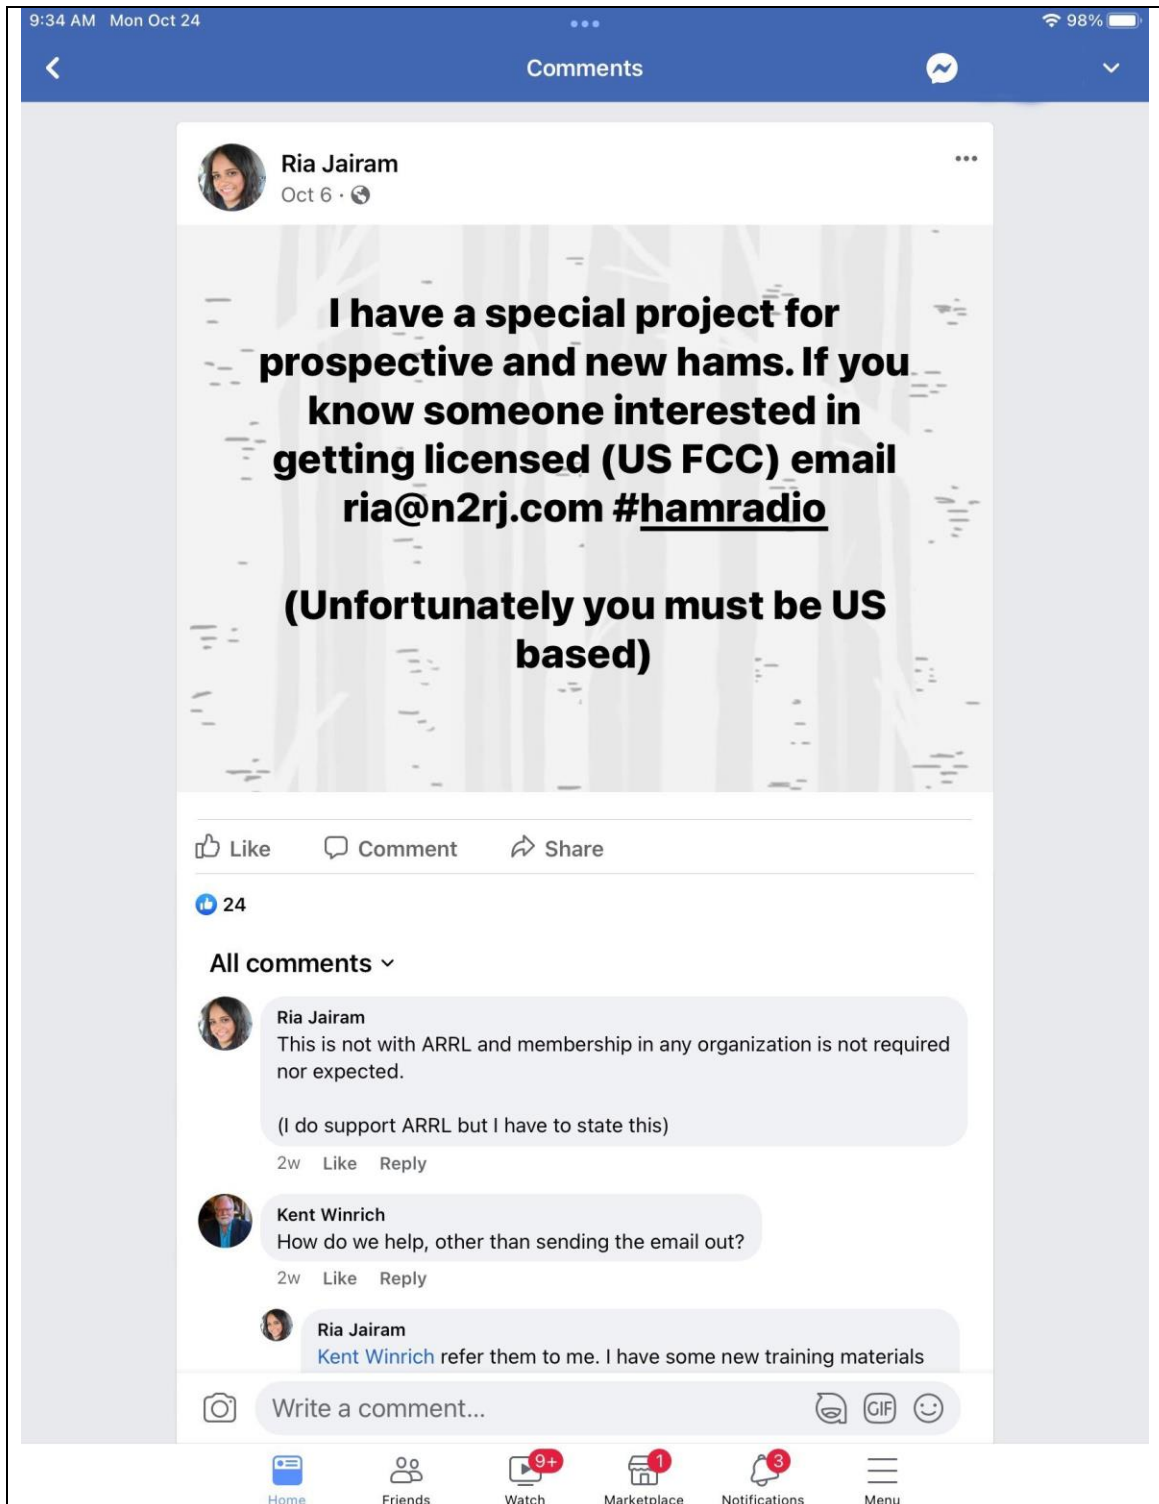 9:34 AM Mon Oct 24
98%
Comments
Ria Jairam
Oct 6 ·
I have a special project for
prospective and new hams. If you
know someone interested in
getting licensed (US FCC) email
ria@n2rj.com #hamradio
(Unfortunately you must be US
based)
Like Comment Share
24
All comments
Ria Jairam
This is not with ARRL and membership in any organization is not required
nor expected.
(I do support ARRL but I have to state this)
2w Like Reply
Kent Winrich
How do we help, other than sending the email out?
2w Like Reply
Ria Jairam
Kent Winrich refer them to me. I have some new training materials
Write a comment...
GIF
9+ 1 3
Home Friends Watch Marketplace Notifications Menu